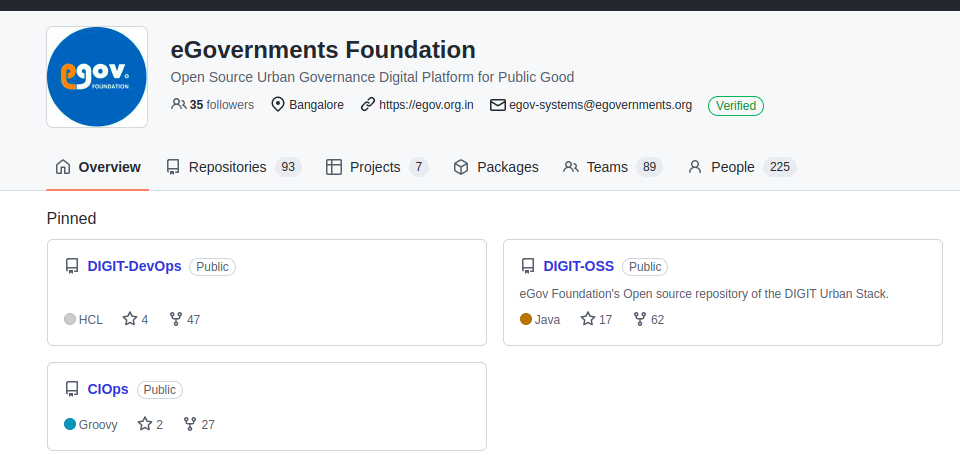 egov.
FOUNDATION
eGovernments Foundation
Open Source Urban Governance Digital Platform for Public Good
35 followers Bangalore https://egov.org.in egov-systems@egovernments.org Verified
Overview Repositories 93 Projects 7 Packages Teams 89 People 225
Pinned
DIGIT-DevOps Public
HCL 4 47
DIGIT-OSS Public
eGov Foundation's Open source repository of the DIGIT Urban Stack.
Java 17 62
CIOps Public
Groovy 2 27